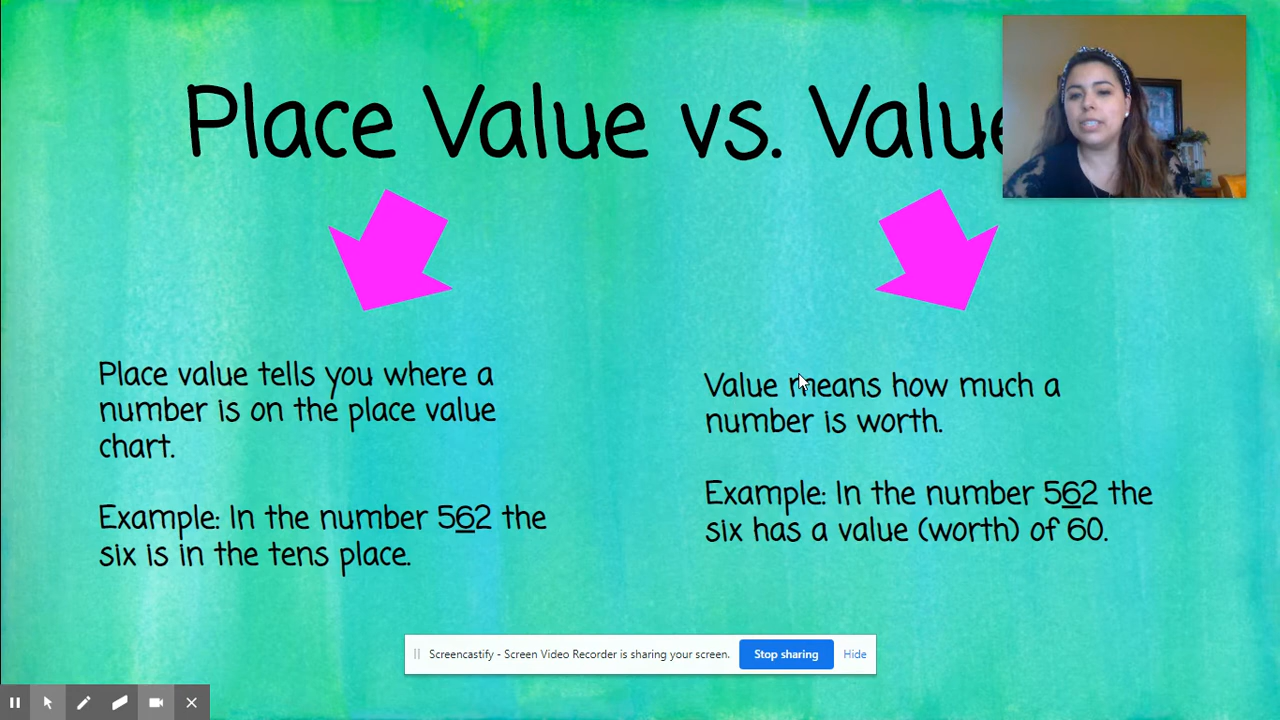 Place Value vs. Value
Place value tells you where a
number is on the place value
chart.
Example: In the number 562 the
six is in the tens place.
Value means how much a
number is worth.
Example: In the number 562 the
six has a value (worth) of 60.
Screencastify - Screen Video Recorder is sharing your screen.
Stop sharing
Hide